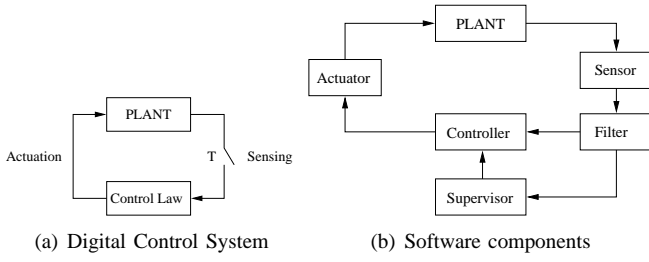 PLANT
Actuation
T
Sensing
Control Law
(a) Digital Control System
PLANT
Actuator
Sensor
Controller
Filter
Supervisor
(b) Software components